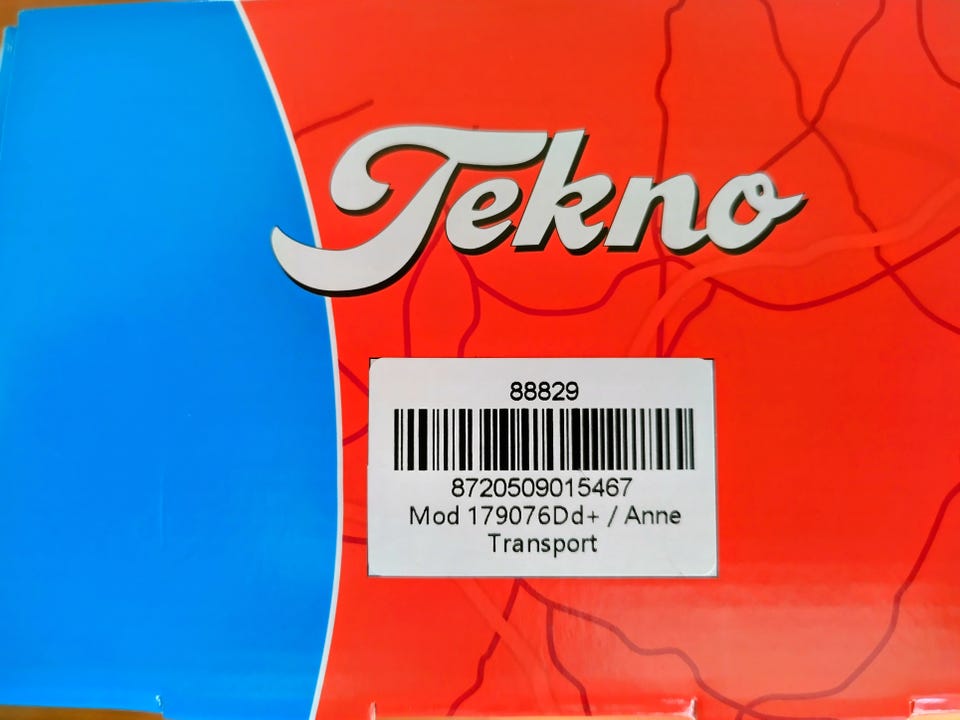 Tekno
88829
8720509015467
Mod 179076Dd+ / Anne
Transport